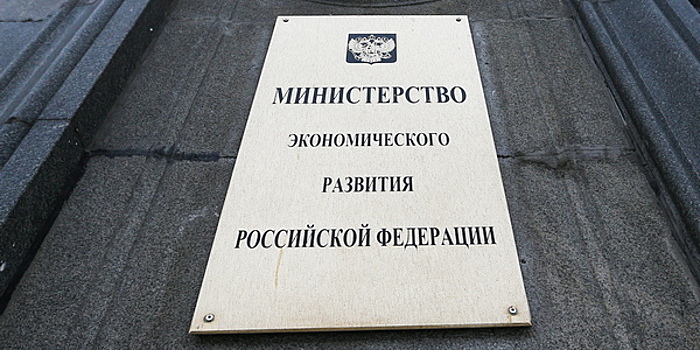 МИНИСТЕРСТВО
ЭКОНОМИЧЕСКОГО
РАЗВИТИЯ
РОССИЙСКОЙ ФЕДЕРАЦИИ